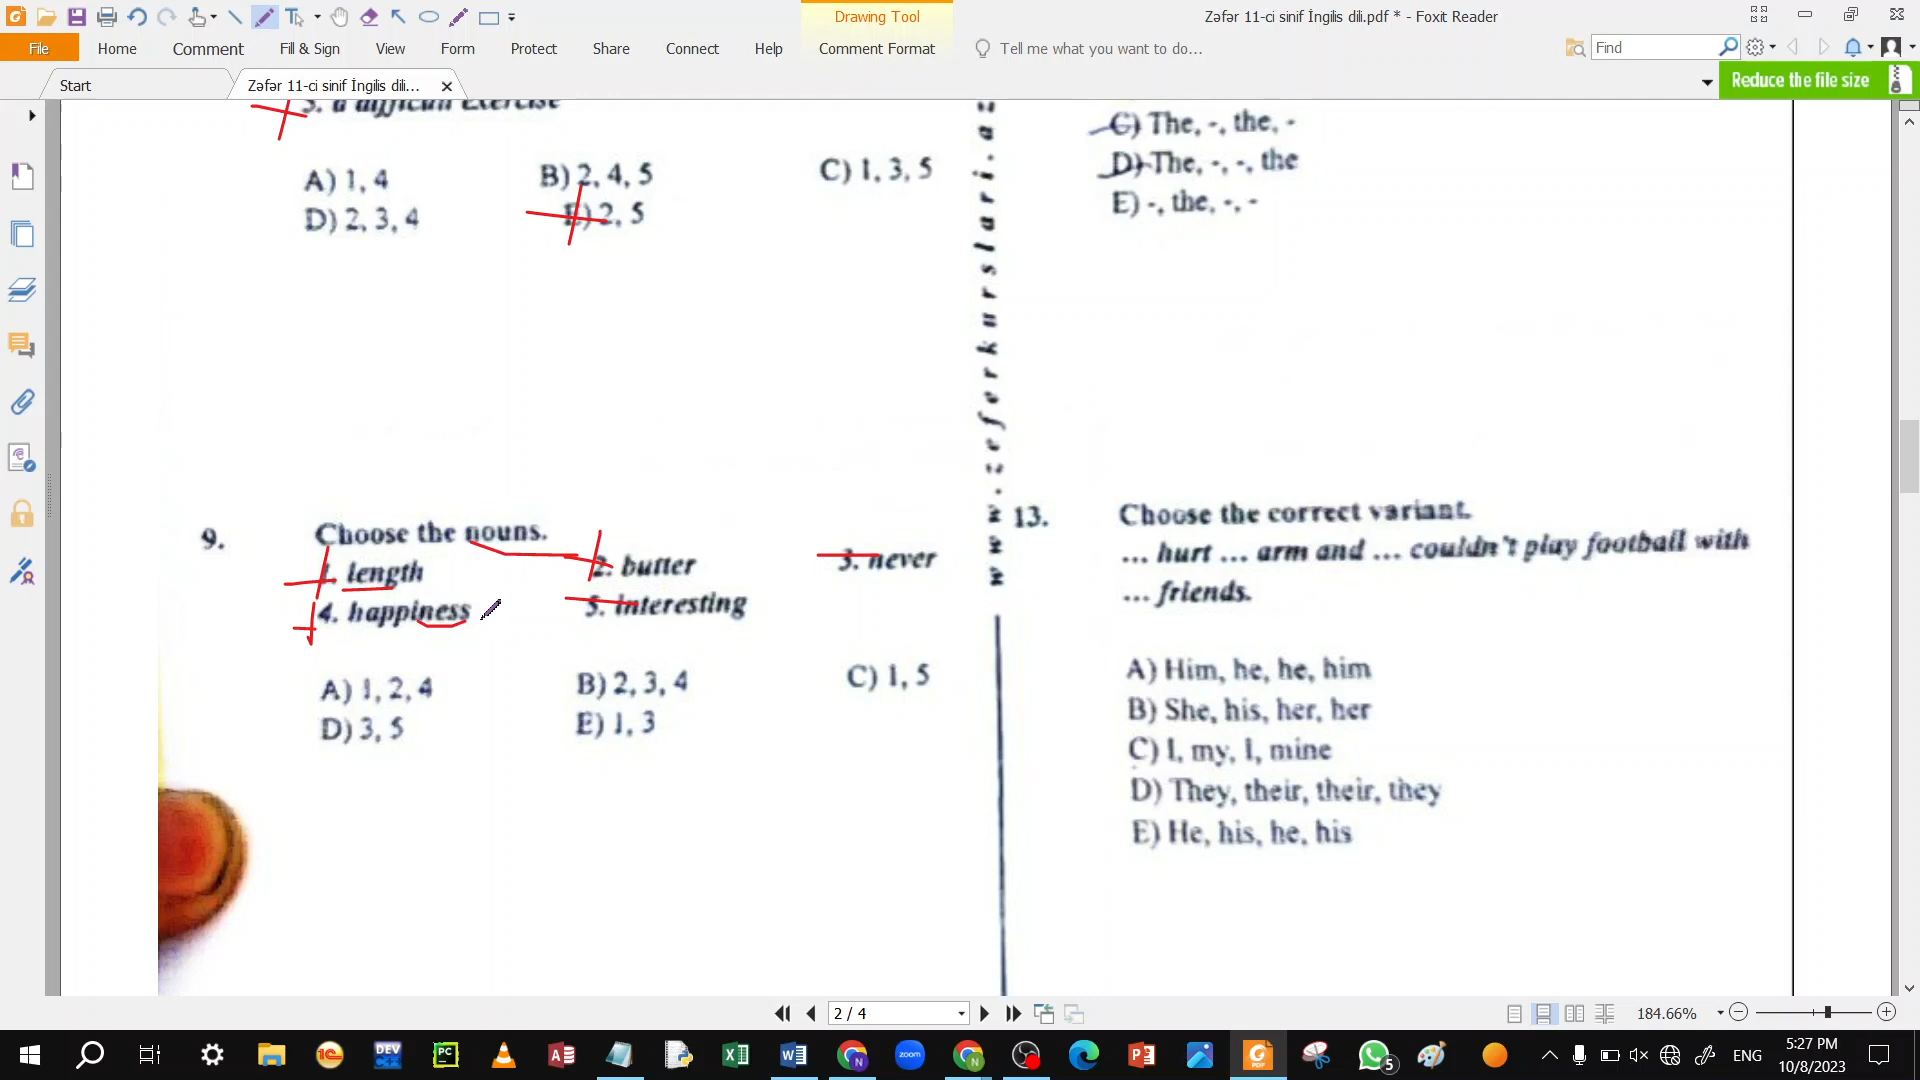 Drawing Tool
Zəfər 11-ci sinif İngilis dili.pdf * - Foxit Reader
File Home Comment Fill & Sign View Form Protect Share Connect Help Comment Format Tell me what you want to do... Find
Start Zəfər 11-ci sinif İngilis dili... Reduce the file size
A) 1, 4 B) 2, 4, 5 C) 1, 3, 5
D) 2, 3, 4 E) 2, 5
C) The, -, the, -
D) The, -, -, the
E) -, the, -, -
www.zeferkurslari.az
9. Choose the nouns.
1. length 2. butter 3. never
4. happiness 5. interesting
A) 1, 2, 4 B) 2, 3, 4 C) 1, 5
D) 3, 5 E) 1, 3
13. Choose the correct variant.
... hurt ... arm and ... couldn't play football with
... friends.
A) Him, he, he, him
B) She, his, her, her
C) I, my, I, mine
D) They, their, their, they
E) He, his, he, his
2 / 4 184.66%
ENG 5:27 PM
10/8/2023